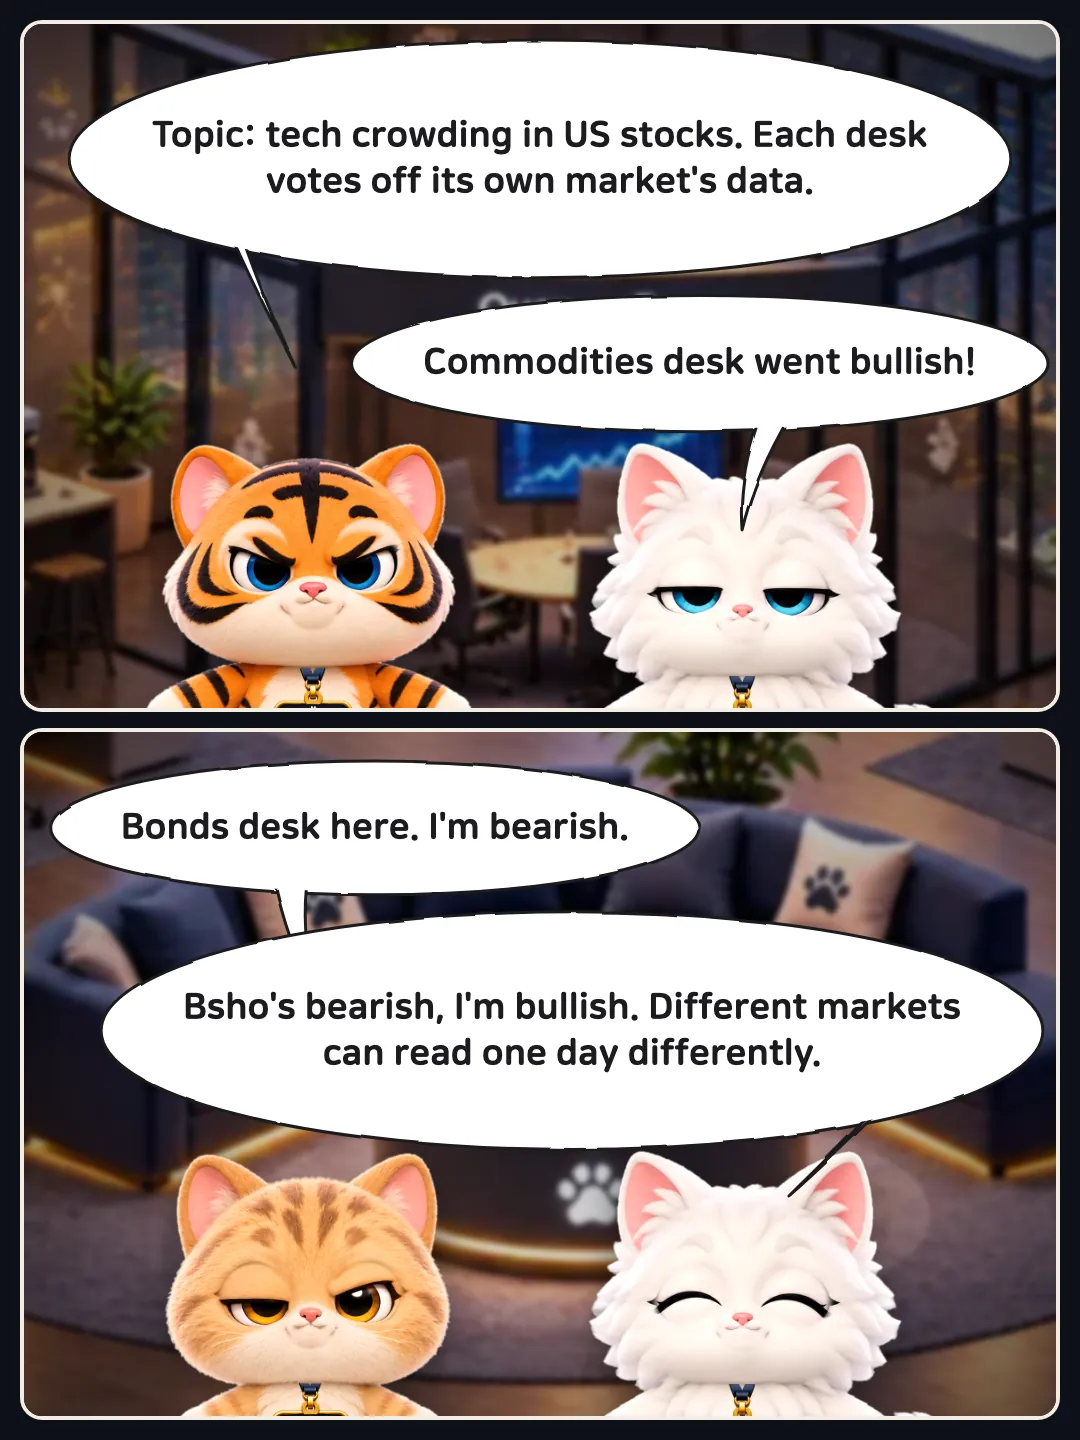 Topic: tech crowding in US stocks. Each desk
votes off its own market's data.
Commodities desk went bullish!
Bonds desk here. I'm bearish.
Bsho's bearish, I'm bullish. Different markets
can read one day differently.